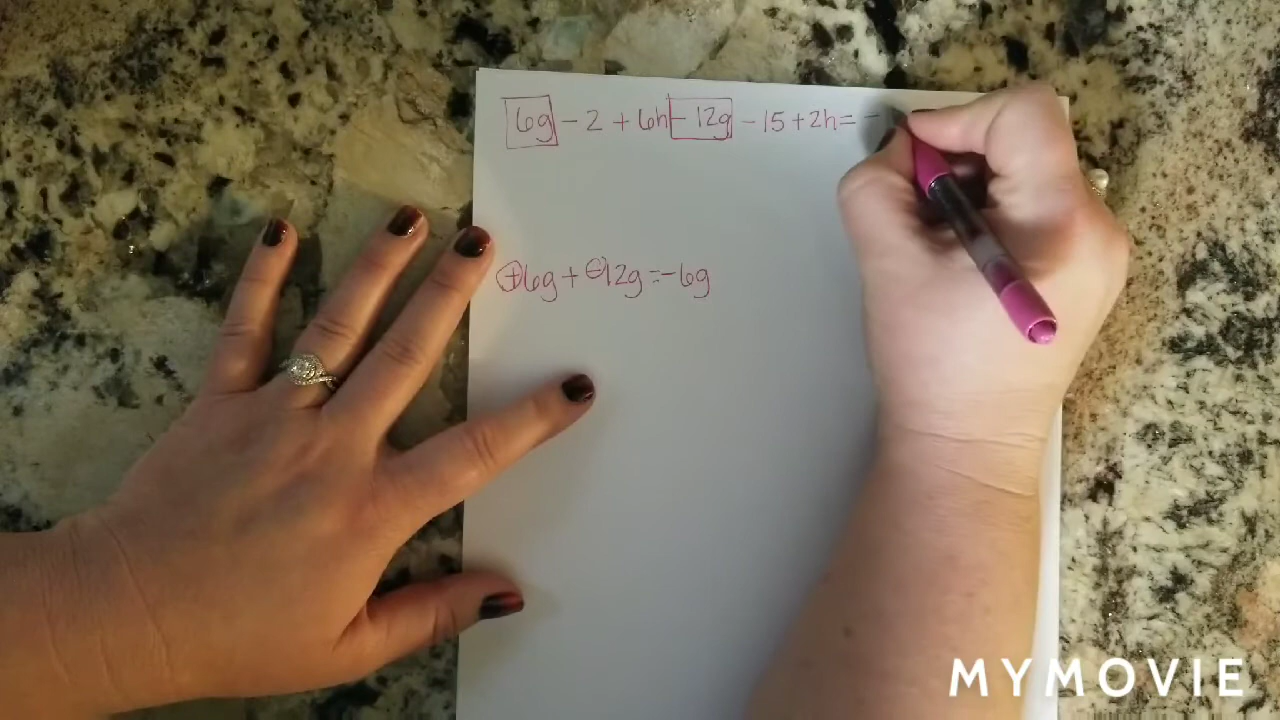 6g - 2 + 6h - 12g - 15 + 2h = -
+6g + -12g = -6g
MYMOVIE